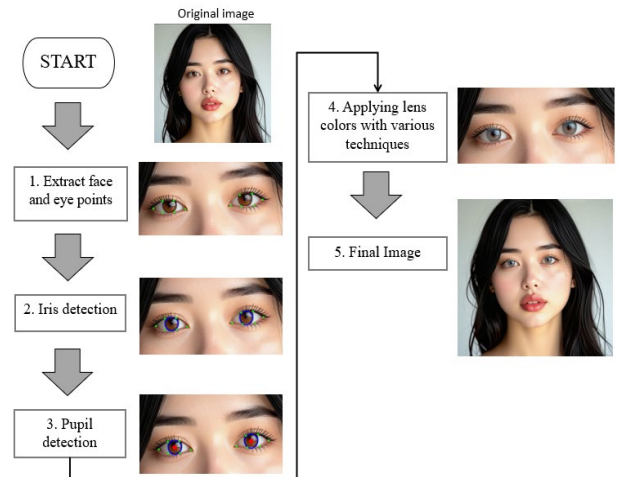 Original image
START
1. Extract face
and eye points
2. Iris detection
3. Pupil
detection
4. Applying lens
colors with various
techniques
5. Final Image